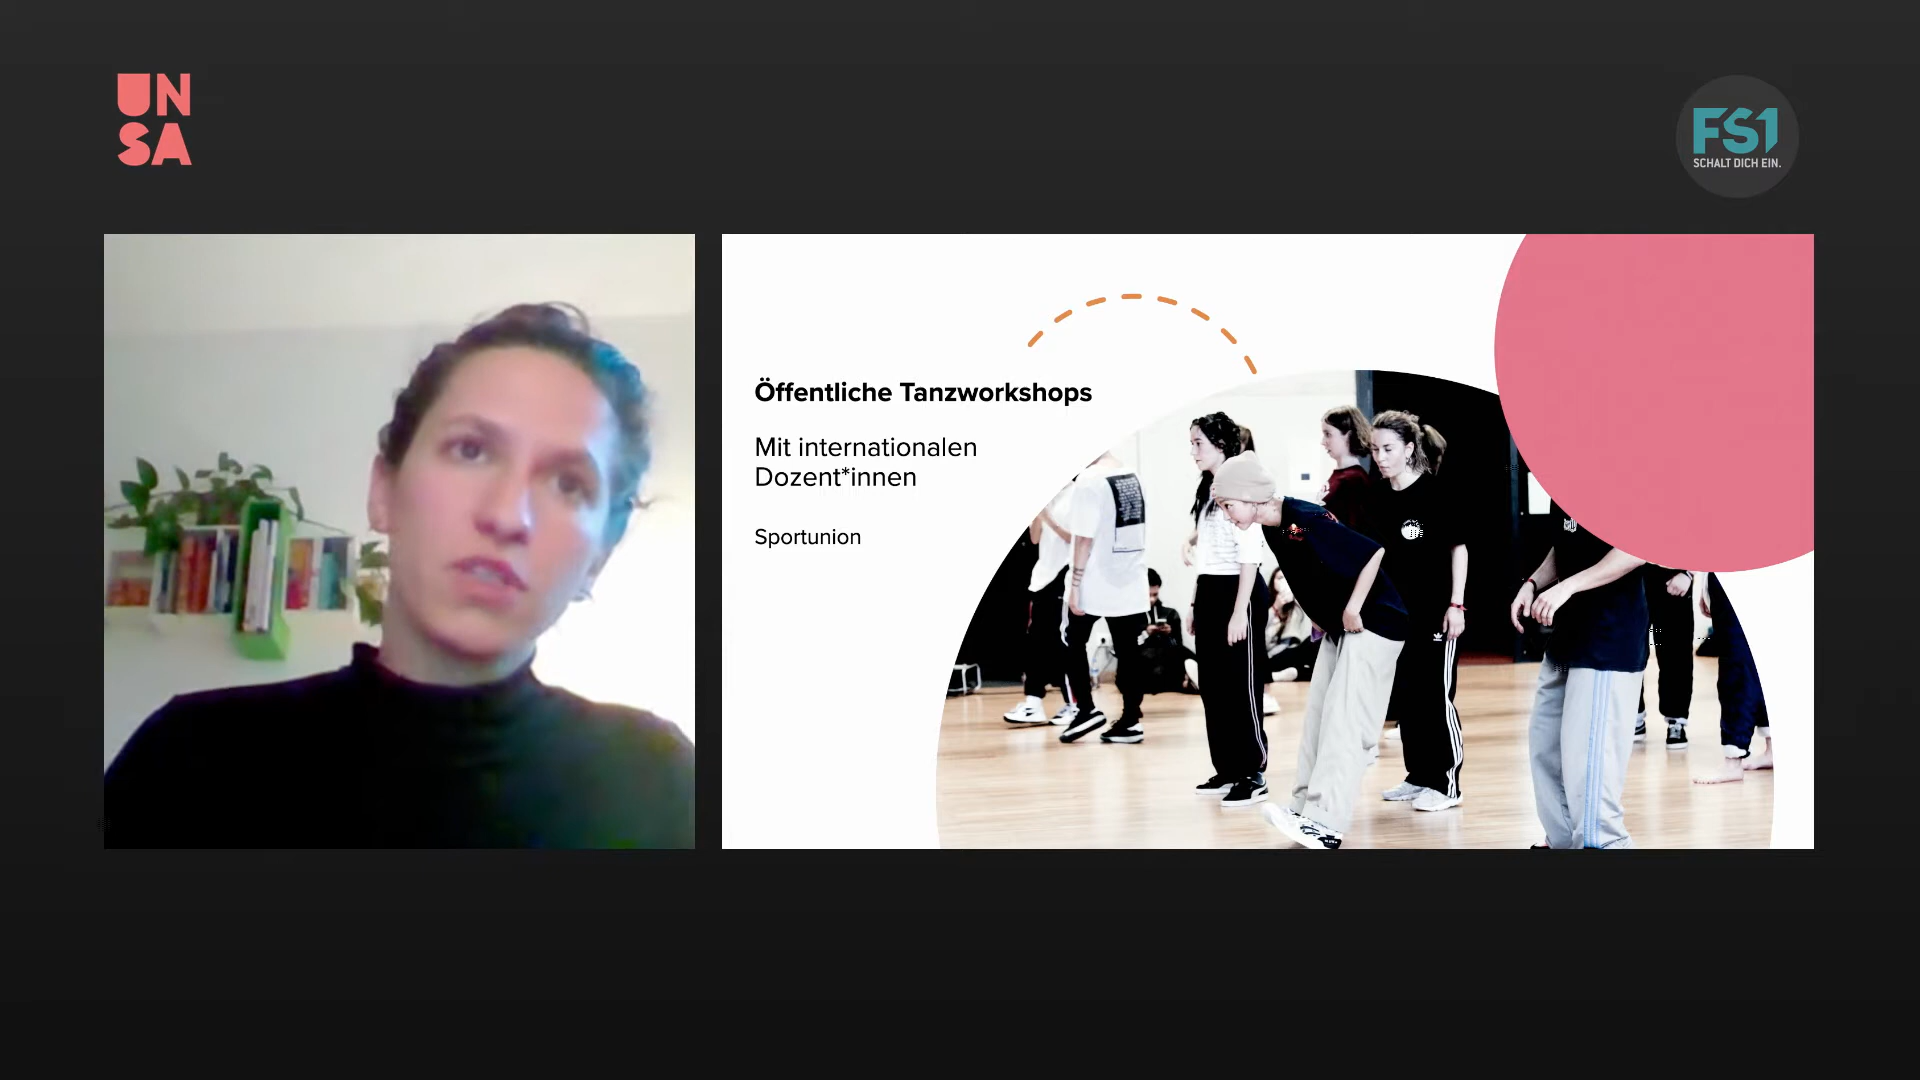 UN
SA
FS1
SCHALT DICH EIN.
Öffentliche Tanzworkshops
Mit internationalen
Dozent*innen
Sportunion